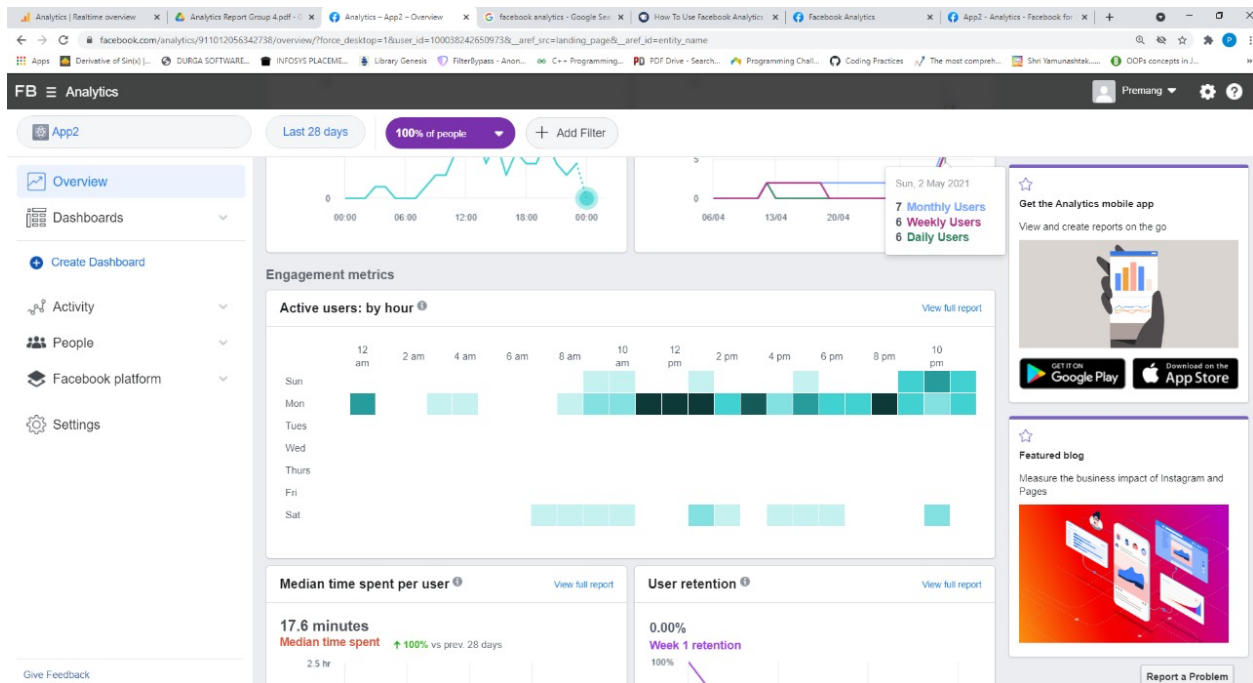 Analytics | Realtime overview
Analytics Report Group 4.pdf - G
Analytics – App2 – Overview
facebook analytics - Google Sea
How To Use Facebook Analytics
Facebook Analytics
App2 - Analytics - Facebook for
facebook.com/analytics/911012056342738/overview/?force_desktop=1&user_id=100038242650973&__aref_src=landing_page&__aref_id=entity_name
Apps Derivative of Sin(x) |... DURGA SOFTWARE... INFOSYS PLACEME... Library Genesis FilterBypass - Anon... C++ Programming... PDF Drive - Search... Programming Chall... Coding Practices The most compreh... Shri Yamunashtak...... OOPs concepts in J...
FB Analytics
Premang
App2
Last 28 days
100% of people
Add Filter
Overview
Dashboards
Create Dashboard
Activity
People
Facebook platform
Settings
Give Feedback
0
00:00 06:00 12:00 18:00 00:00
5
0
06/04 13/04 20/04
Sun, 2 May 2021
7 Monthly Users
6 Weekly Users
6 Daily Users
Engagement metrics
Active users: by hour
View full report
12 am 2 am 4 am 6 am 8 am 10 am 12 pm 2 pm 4 pm 6 pm 8 pm 10 pm
Sun
Mon
Tues
Wed
Thurs
Fri
Sat
Median time spent per user
View full report
17.6 minutes
Median time spent 100% vs prev. 28 days
2.5 hr
User retention
View full report
0.00%
Week 1 retention
100%
Get the Analytics mobile app
View and create reports on the go
GET IT ON
Google Play
Download on the
App Store
Featured blog
Measure the business impact of Instagram and
Pages
Report a Problem